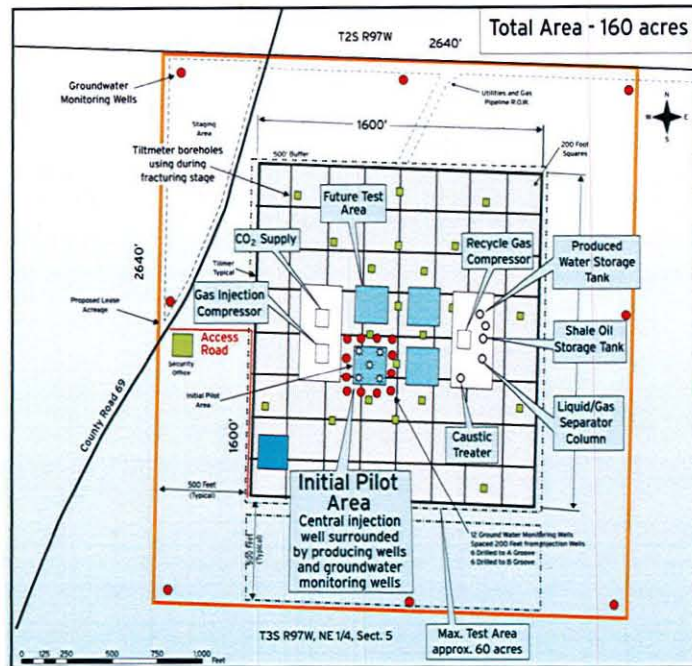 T2S R97W
2640'
Total Area - 160 acres
Groundwater
Monitoring Wells
Utilities and Gas
Pipeline R.O.W.
N
W
E
S
Staging
Area
1600'
Tiltmeter boreholes
using during
fracturing stage
500' Buffer
200 Foot
Squares
Future Test
Area
CO₂ Supply
Recycle Gas
Compressor
Produced
Water Storage
Tank
2640'
Typical
Gas Injection
Compressor
Proposed Lease
Acreage
Shale Oil
Storage Tank
Access
Road
Security
Office
Initial Pilot
Area
County Road 69
1600'
Liquid/Gas
Separator
Column
Caustic
Treater
500 Feet
(Typical)
Initial Pilot
Area
Central injection
well surrounded
by producing wells
and groundwater
monitoring wells
500 Feet
(Typical)
12 Ground Water Monitoring Wells
Spaced 200 Feet from Injection Wells
6 Drilled to A Groove
6 Drilled to B Groove
T3S R97W, NE 1/4, Sect. 5
Max. Test Area
approx. 60 acres
0 125 250 500 750 1000
Feet